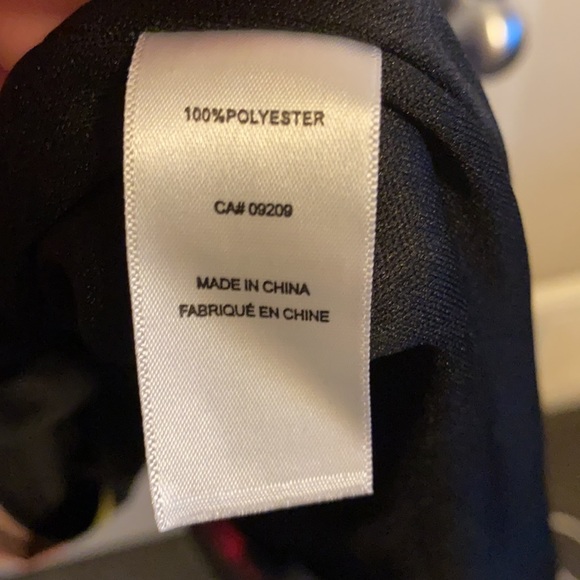 100%POLYESTER
CA# 09209
MADE IN CHINA
FABRIQUÉ EN CHINE